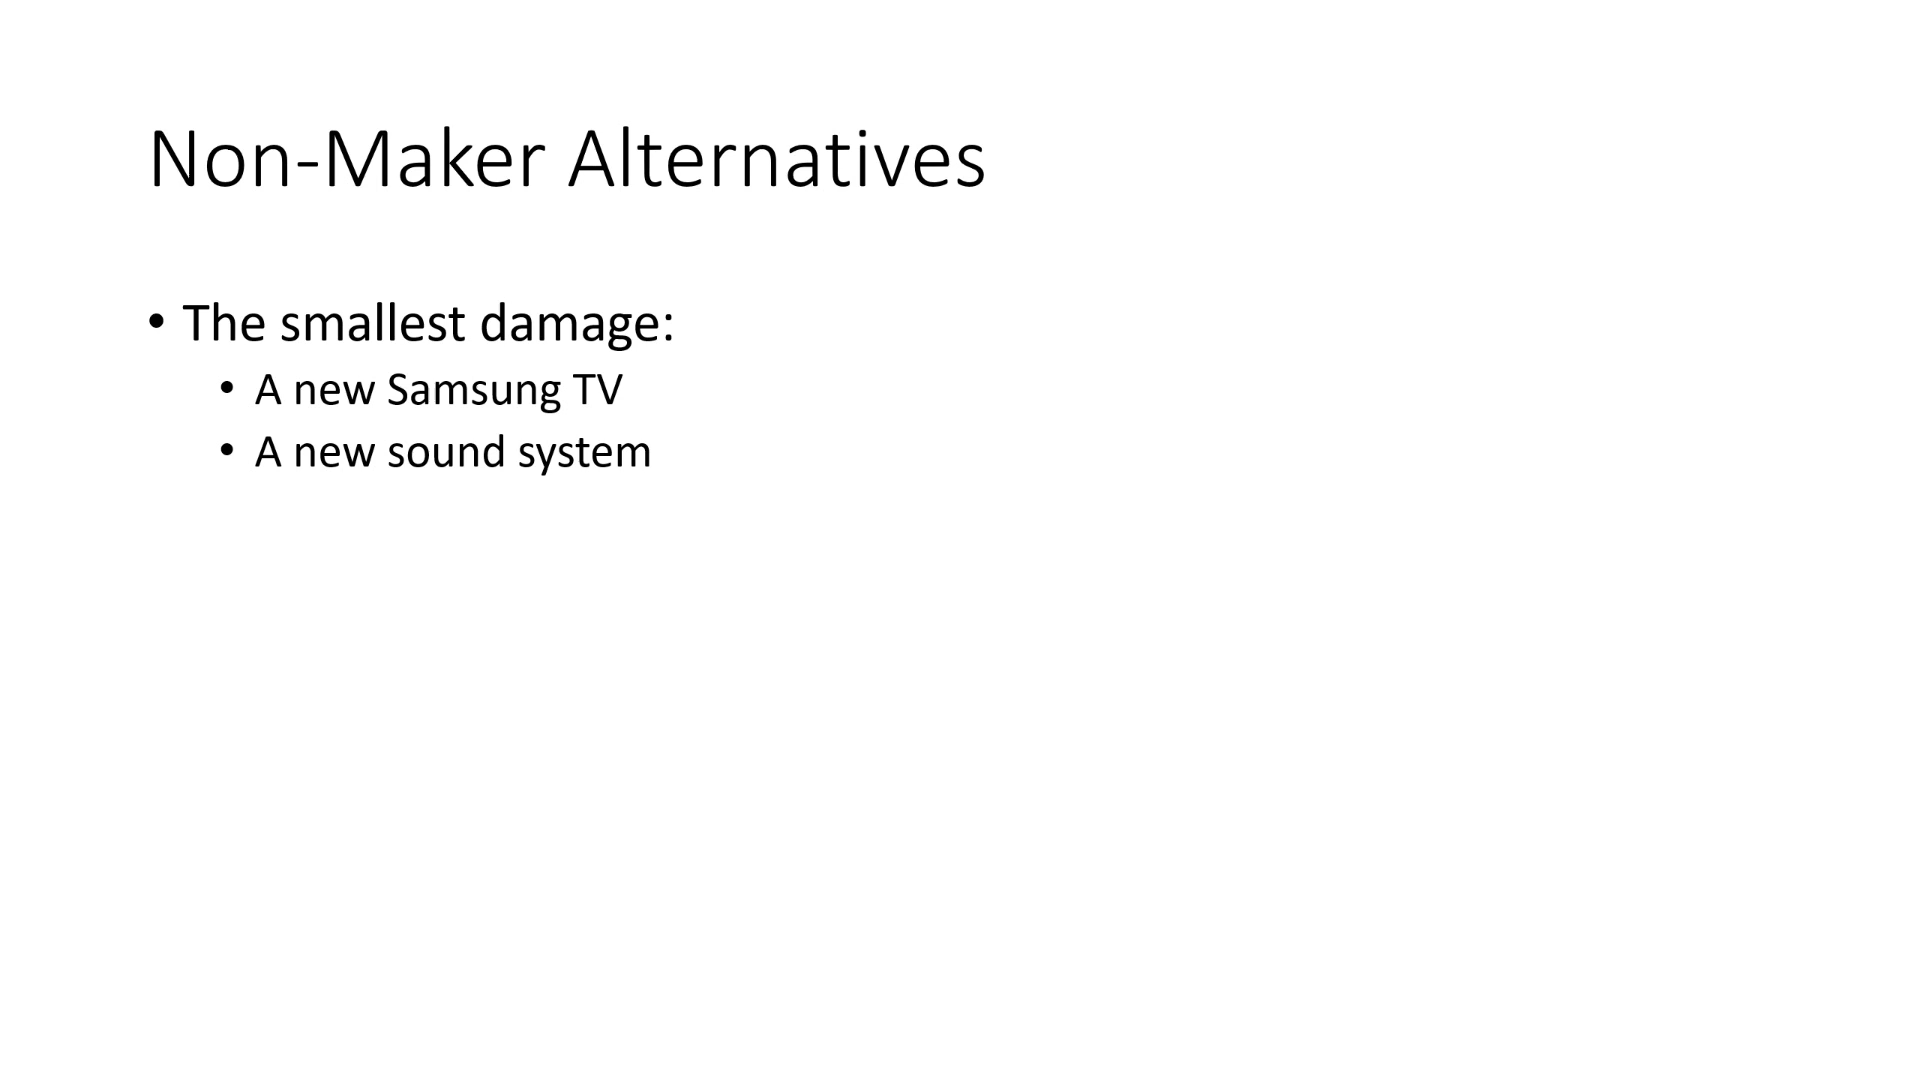 Non-Maker Alternatives
• The smallest damage:
• A new Samsung TV
• A new sound system